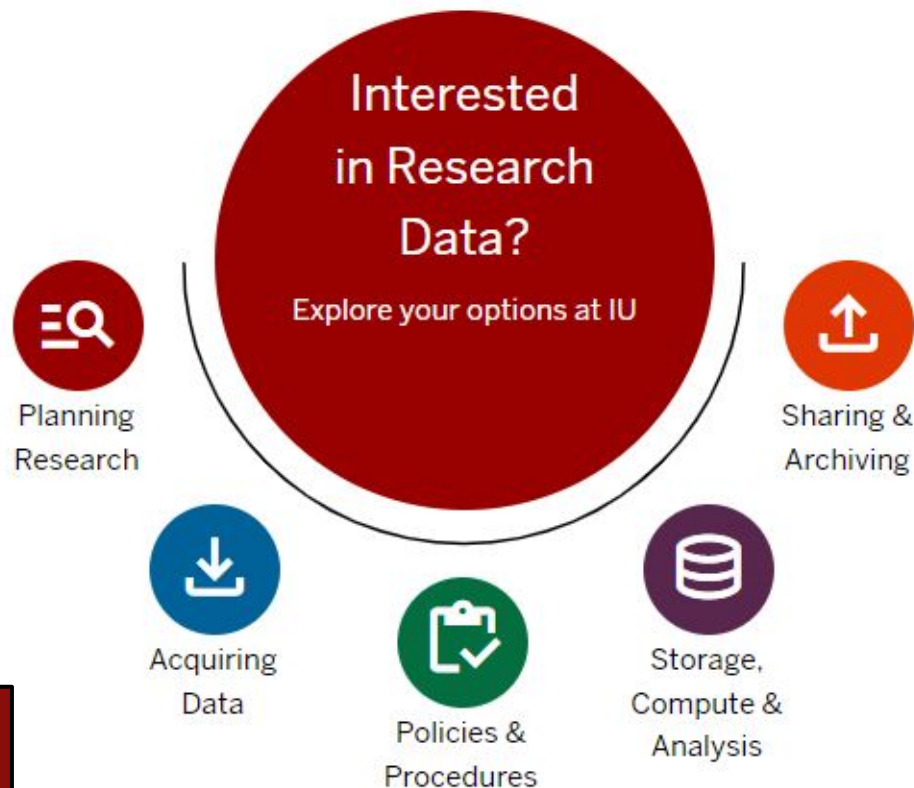 Interested
in Research
Data?
Explore your options at IU
Planning
Research
Acquiring
Data
Policies &
Procedures
Storage,
Compute &
Analysis
Sharing &
Archiving